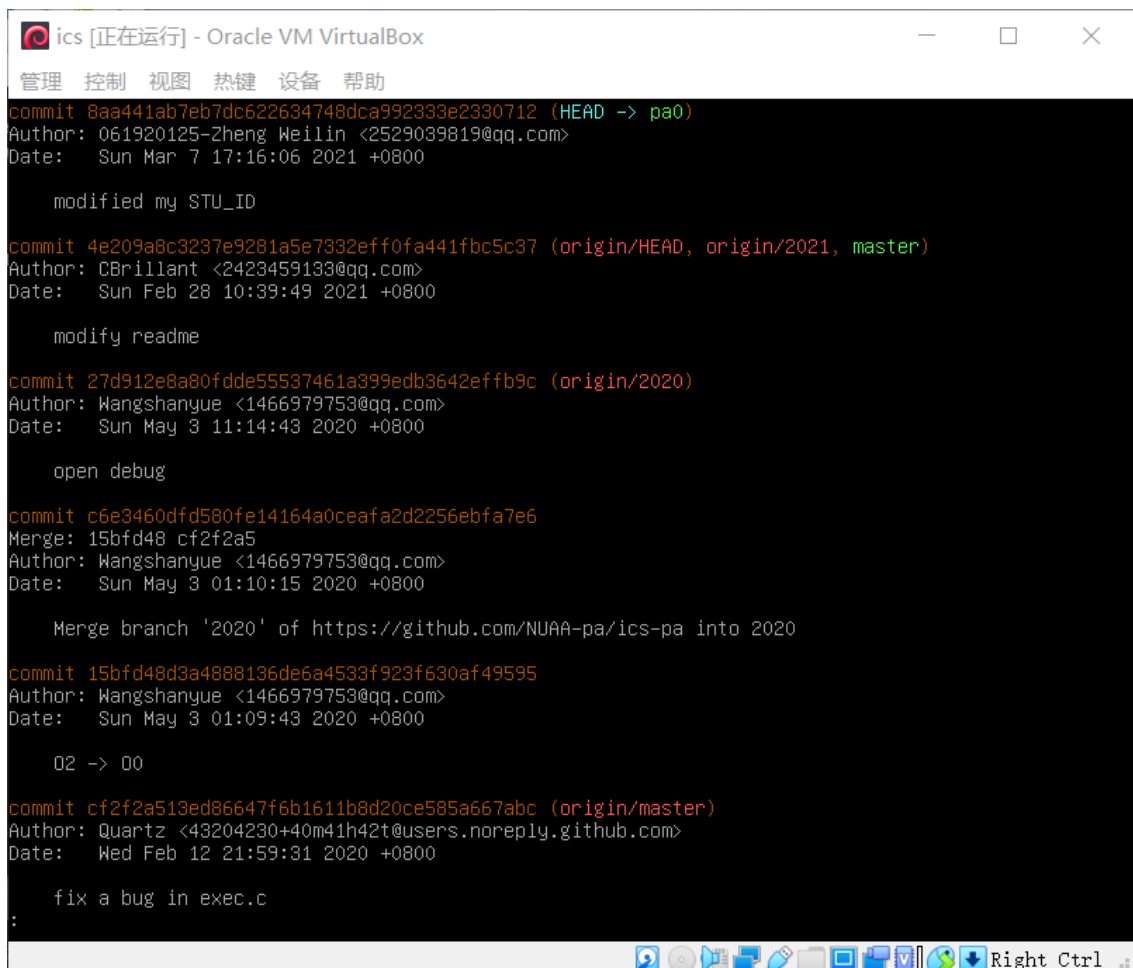 ics [正在运行] - Oracle VM VirtualBox
管理 控制 视图 热键 设备 帮助
commit 8aa441ab7eb7dc622634748dca992333e2330712 (HEAD -> pa0)
Author: 061920125-Zheng Weilin <2529039819@qq.com>
Date:   Sun Mar 7 17:16:06 2021 +0800
    modified my STU_ID
commit 4e209a8c3237e9281a5e7332eff0fa441fbc5c37 (origin/HEAD, origin/2021, master)
Author: CBrillant <2423459133@qq.com>
Date:   Sun Feb 28 10:39:49 2021 +0800
    modify readme
commit 27d912e8a80fdde55537461a399edb3642effb9c (origin/2020)
Author: Wangshanyue <1466979753@qq.com>
Date:   Sun May 3 11:14:43 2020 +0800
    open debug
commit c6e3460dfd580fe14164a0ceafa2d2256ebfa7e6
Merge: 15bfd48 cf2f2a5
Author: Wangshanyue <1466979753@qq.com>
Date:   Sun May 3 01:10:15 2020 +0800
    Merge branch '2020' of https://github.com/NUAA-pa/ics-pa into 2020
commit 15bfd48d3a4888136de6a4533f923f630af49595
Author: Wangshanyue <1466979753@qq.com>
Date:   Sun May 3 01:09:43 2020 +0800
    O2 -> O0
commit cf2f2a513ed86647f6b1611b8d20ce585a667abc (origin/master)
Author: Quartz <43204230+40m41h42t@users.noreply.github.com>
Date:   Wed Feb 12 21:59:31 2020 +0800
    fix a bug in exec.c
:
Right Ctrl